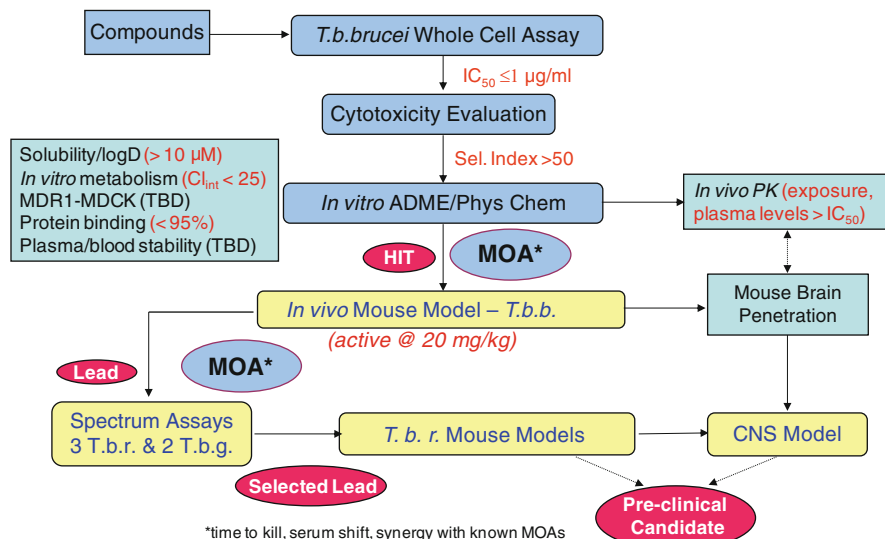 Compounds
T.b.brucei Whole Cell Assay
IC50 ≤1 µg/ml
Cytotoxicity Evaluation
Sel. Index >50
Solubility/logD (> 10 µM)
In vitro metabolism (Clint < 25)
MDR1-MDCK (TBD)
Protein binding (< 95%)
Plasma/blood stability (TBD)
In vitro ADME/Phys Chem
In vivo PK (exposure,
plasma levels > IC50)
HIT
MOA*
In vivo Mouse Model – T.b.b.
(active @ 20 mg/kg)
Mouse Brain
Penetration
Lead
MOA*
Spectrum Assays
3 T.b.r. & 2 T.b.g.
T. b. r. Mouse Models
CNS Model
Selected Lead
Pre-clinical
Candidate
*time to kill, serum shift, synergy with known MOAs